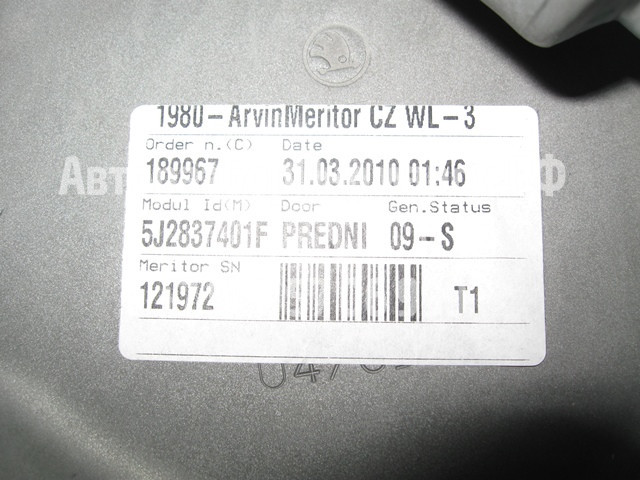 1980-ArvinMeritor CZ WL-3
Order n.(C) Date
189967 31.03.2010 01:46
Modul Id(M) Door Gen.Status
5J2837401F PREDNI 09-S
Meritor SN
121972 T1